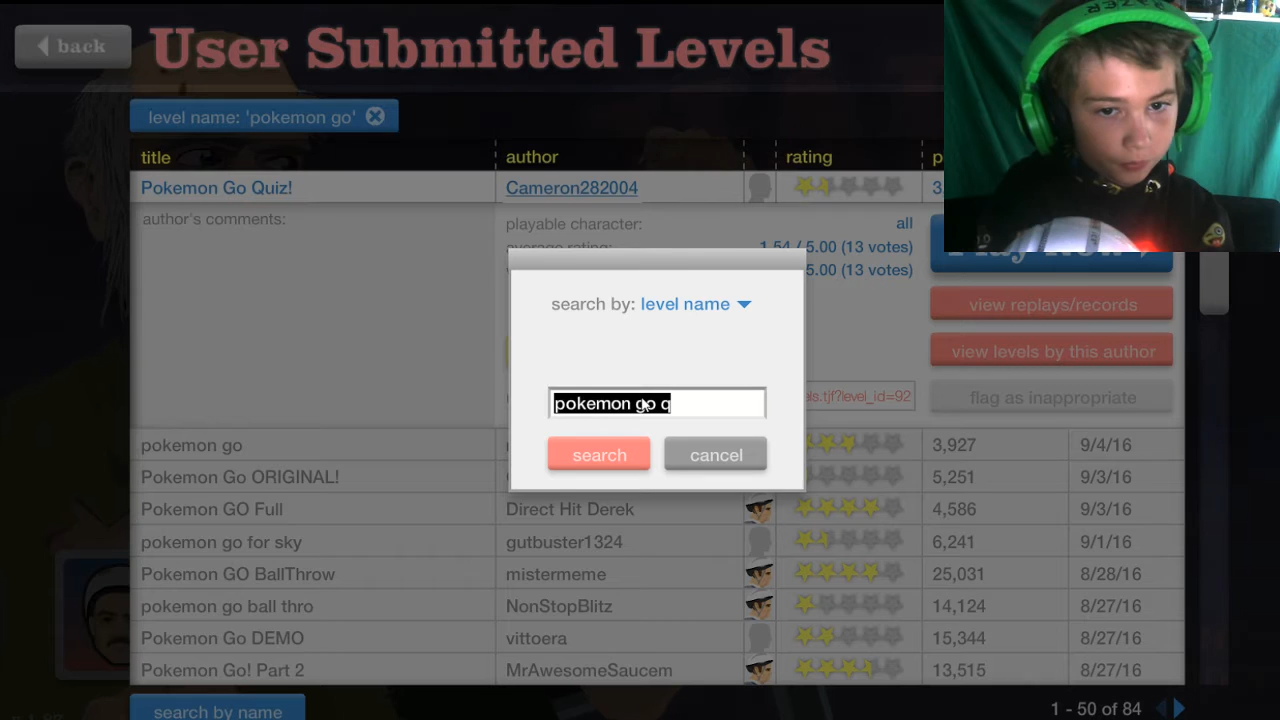 back
User Submitted Levels
level name: 'pokemon go'
title author rating
Pokemon Go Quiz! Cameron282004
author's comments:
playable character: all
1.54 / 5.00 (13 votes)
5.00 (13 votes)
view replays/records
view levels by this author
flag as inappropriate
ls.tjf?level_id=92
search by: level name
pokemon go q
search cancel
pokemon go 3,927 9/4/16
Pokemon Go ORIGINAL! 5,251 9/3/16
Pokemon GO Full Direct Hit Derek 4,586 9/3/16
pokemon go for sky gutbuster1324 6,241 9/1/16
Pokemon GO BallThrow mistermeme 25,031 8/28/16
pokemon go ball thro NonStopBlitz 14,124 8/27/16
Pokemon Go DEMO vittoera 15,344 8/27/16
Pokemon Go! Part 2 MrAwesomeSaucem 13,515 8/27/16
search by name
1 - 50 of 84